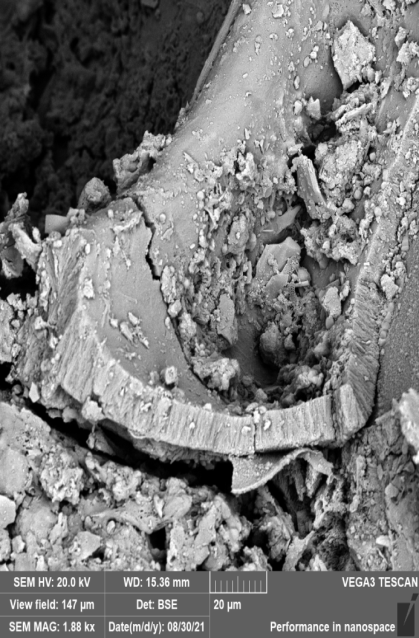 SEM HV: 20.0 kV WD: 15.36 mm VEGA3 TESCAN
View field: 147 µm Det: BSE 20 µm
SEM MAG: 1.88 kx Date(m/d/y): 08/30/21 Performance in nanospace